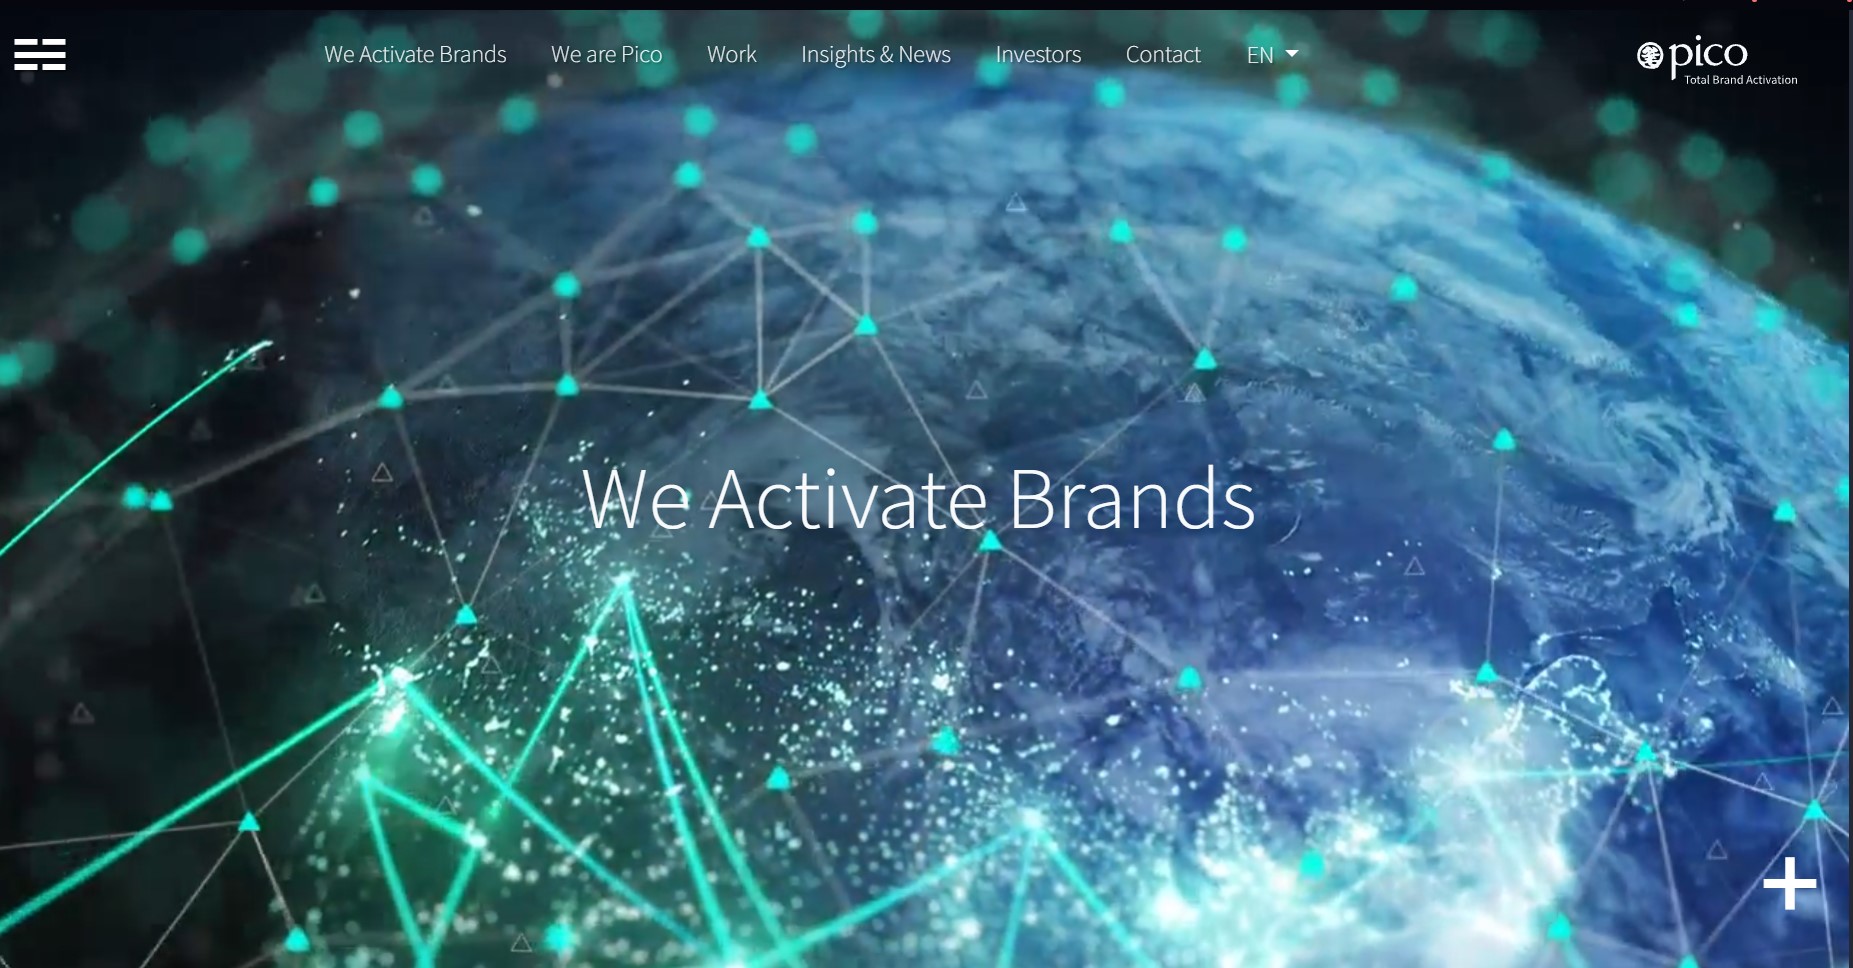 We Activate Brands
We are Pico
Work
Insights & News
Investors
Contact
EN
pico
Total Brand Activation
We Activate Brands